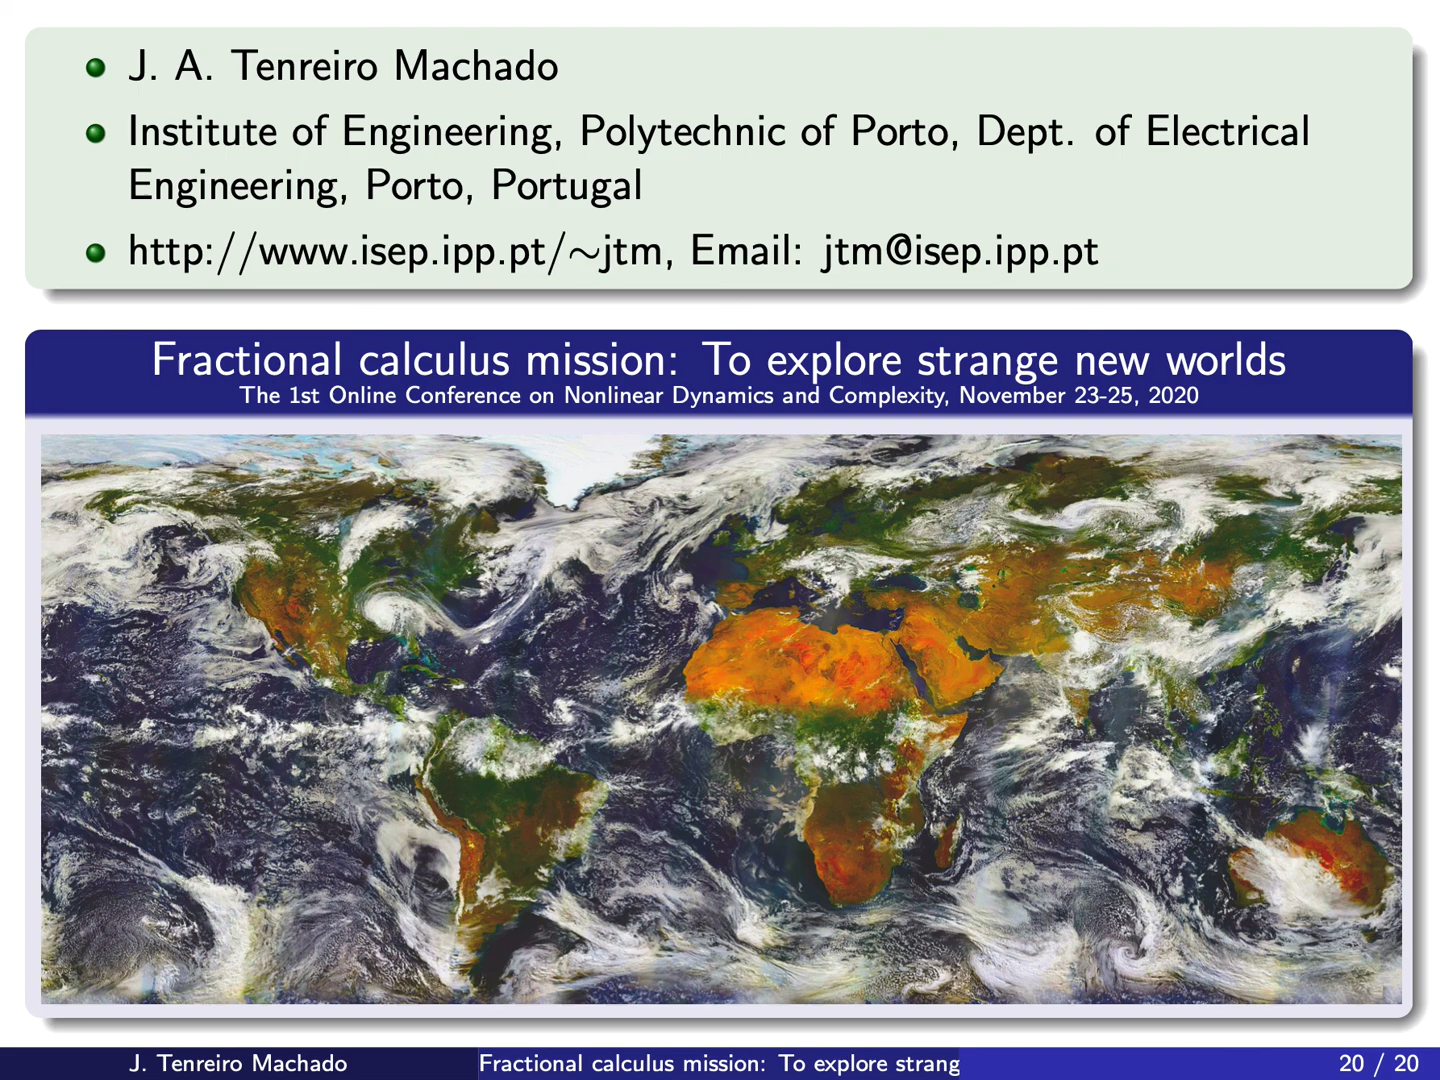 J. A. Tenreiro Machado
Institute of Engineering, Polytechnic of Porto, Dept. of Electrical
Engineering, Porto, Portugal
http://www.isep.ipp.pt/∼jtm, Email: jtm@isep.ipp.pt
Fractional calculus mission: To explore strange new worlds
The 1st Online Conference on Nonlinear Dynamics and Complexity, November 23-25, 2020
J. Tenreiro Machado
Fractional calculus mission: To explore strang
20 / 20